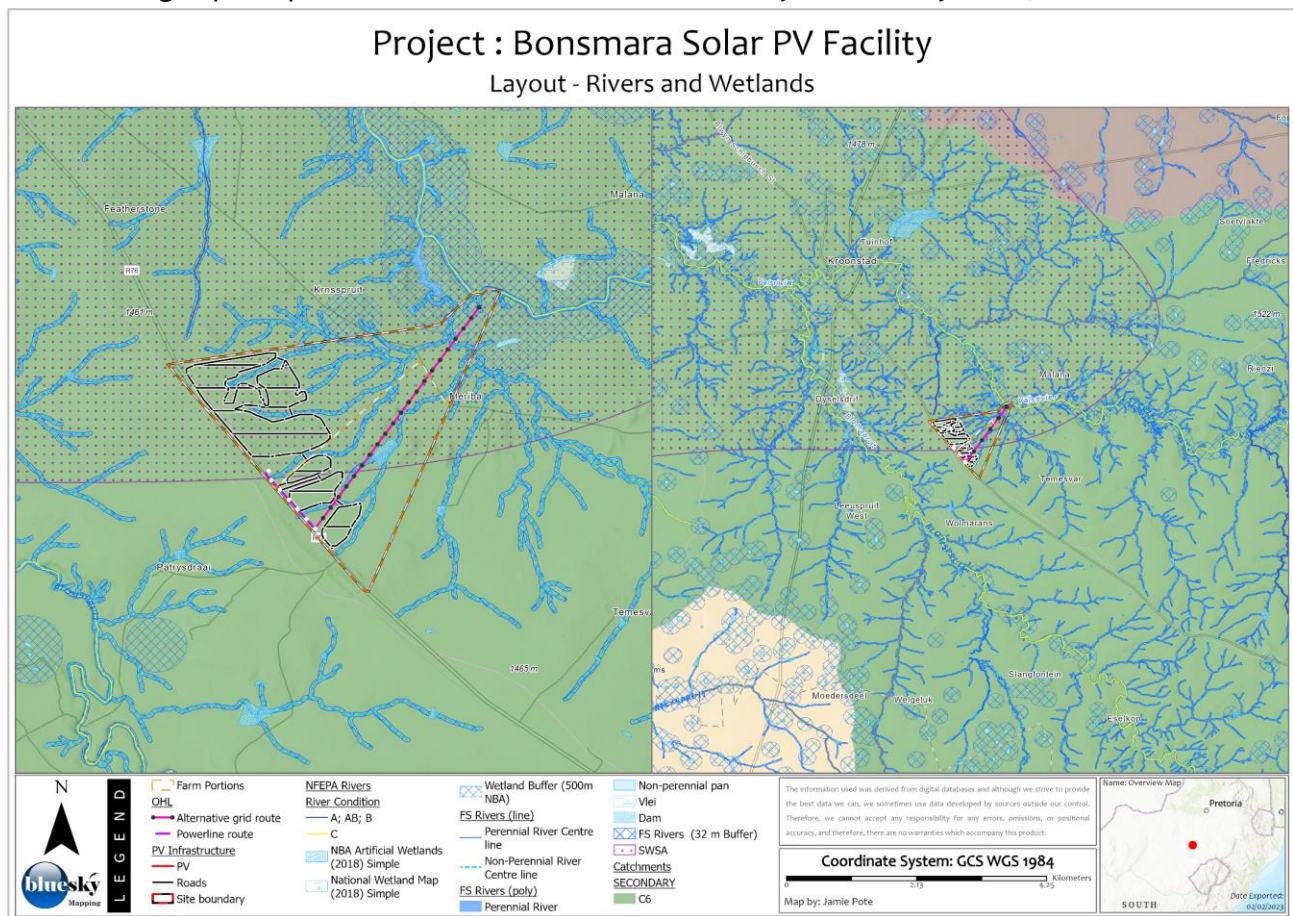 Project : Bonsmara Solar PV Facility
Layout - Rivers and Wetlands
Featherstone
Malana
R76
Krnsspruit
1461 m
Meriba
Patrysdraai
Temesva
1465 m
1478 m
Soetvlakte
Tuinhof
Kroonstad
Fredricks
1522 m
Rienzi
Malana
Dyselsdrif
Temesvar
Leeuspruit
West
Wolmarans
Slangfontein
ms
Moedersdeel
Weigeluk
Eselkop
N
LEGEND
bluesky
Mapping
Farm Portions
OHL
Alternative grid route
Powerline route
PV Infrastructure
PV
Roads
Site boundary
NFEPA Rivers
River Condition
A; AB; B
C
NBA Artificial Wetlands
(2018) Simple
National Wetland Map
(2018) Simple
Wetland Buffer (500m
NBA)
FS Rivers (line)
Perennial River Centre
line
Non-Perennial River
Centre line
FS Rivers (poly)
Perennial River
Non-perennial pan
Vlei
Dam
FS Rivers (32 m Buffer)
SWSA
Catchments
SECONDARY
C6
The information used was derived from digital databases and although we strive to provide
the best data we can, we sometimes use data developed by sources outside our control.
Therefore, we cannot accept any responsibility for any errors, omissions, or positional
accuracy, and therefore, there are no warranties which accompany this product.
Coordinate System: GCS WGS 1984
Kilometers
0 2.13 4.25
Map by: Jamie Pote
Name: Overview Map
Pretoria
SOUTH
Date Exported:
02/02/2023